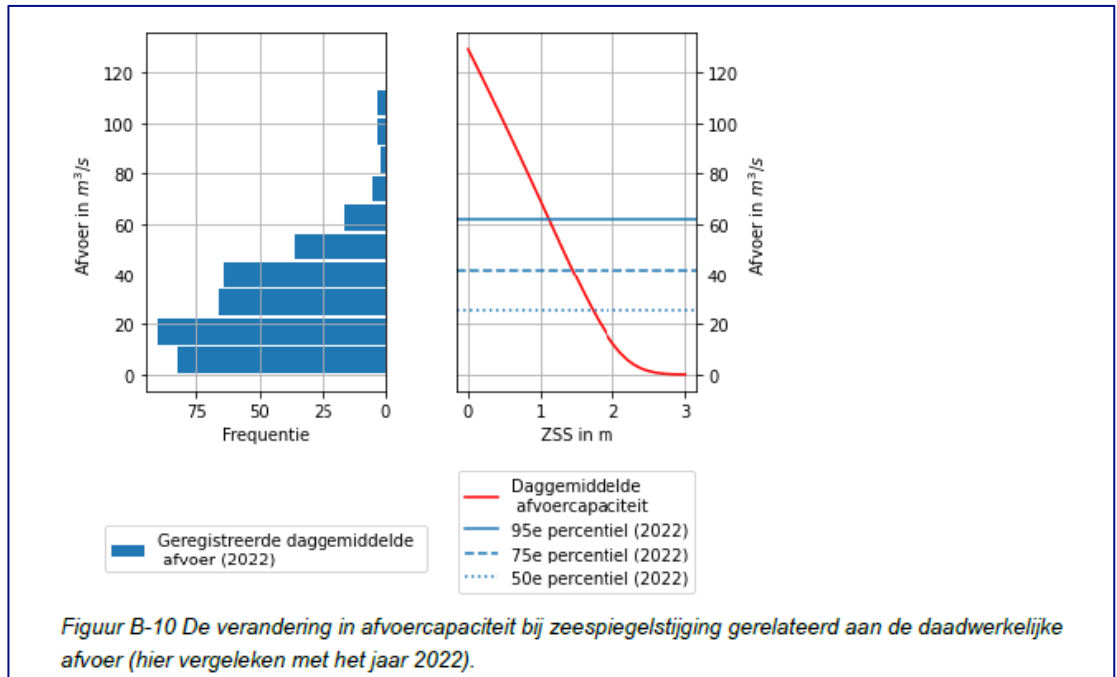 120
100
80
60
40
20
0
Afvoer in m³/s
75
50
25
0
Frequentie
120
100
80
60
40
20
0
Afvoer in m³/s
0
1
2
3
ZSS in m
Geregistreerde daggemiddelde
afvoer (2022)
Daggemiddelde
afvoercapaciteit
95e percentiel (2022)
75e percentiel (2022)
50e percentiel (2022)
Figuur B-10 De verandering in afvoercapaciteit bij zeespiegelstijging gerelateerd aan de daadwerkelijke
afvoer (hier vergeleken met het jaar 2022).